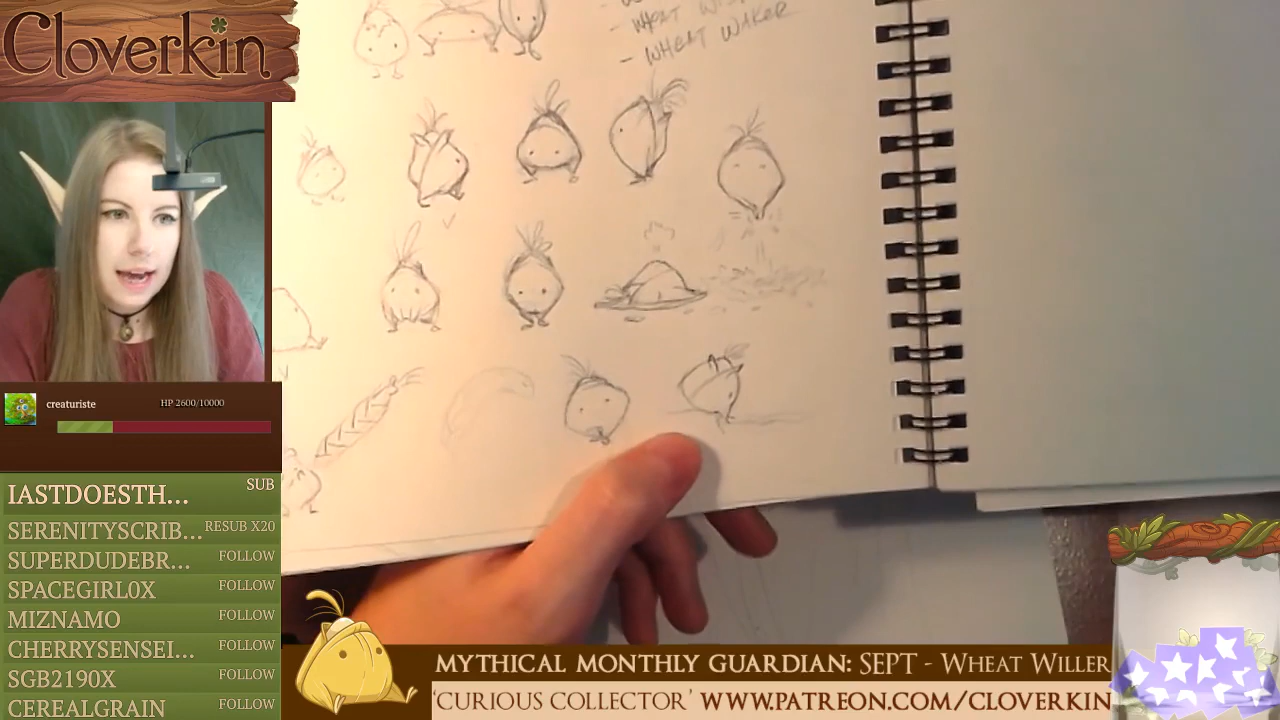 Cloverkin
- WHEAT WAKER
creaturiste
HP 2600/10000
IASTDOESTH... SUB
SERENITYSCRIB... RESUB X20
SUPERDUDEBR... FOLLOW
SPACEGIRL0X FOLLOW
MIZNAMO FOLLOW
CHERRYSENSEI... FOLLOW
SGB2190X FOLLOW
CEREALGRAIN FOLLOW
MYTHICAL MONTHLY GUARDIAN: SEPT - WHEAT WILLER
'CURIOUS COLLECTOR' WWW.PATREON.COM/CLOVERKIN